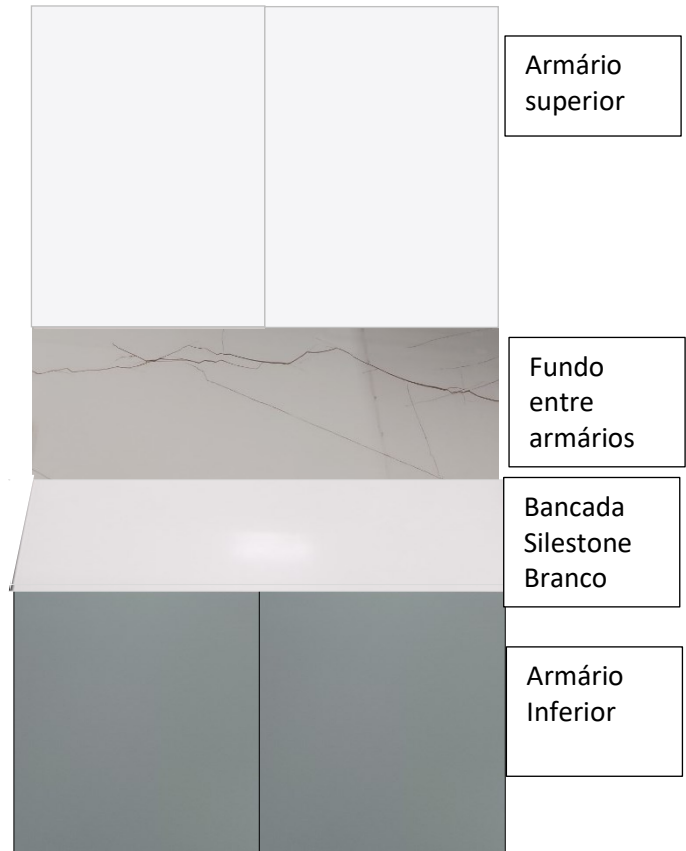 Armário
superior
Fundo
entre
armários
Bancada
Silestone
Branco
Armário
Inferior